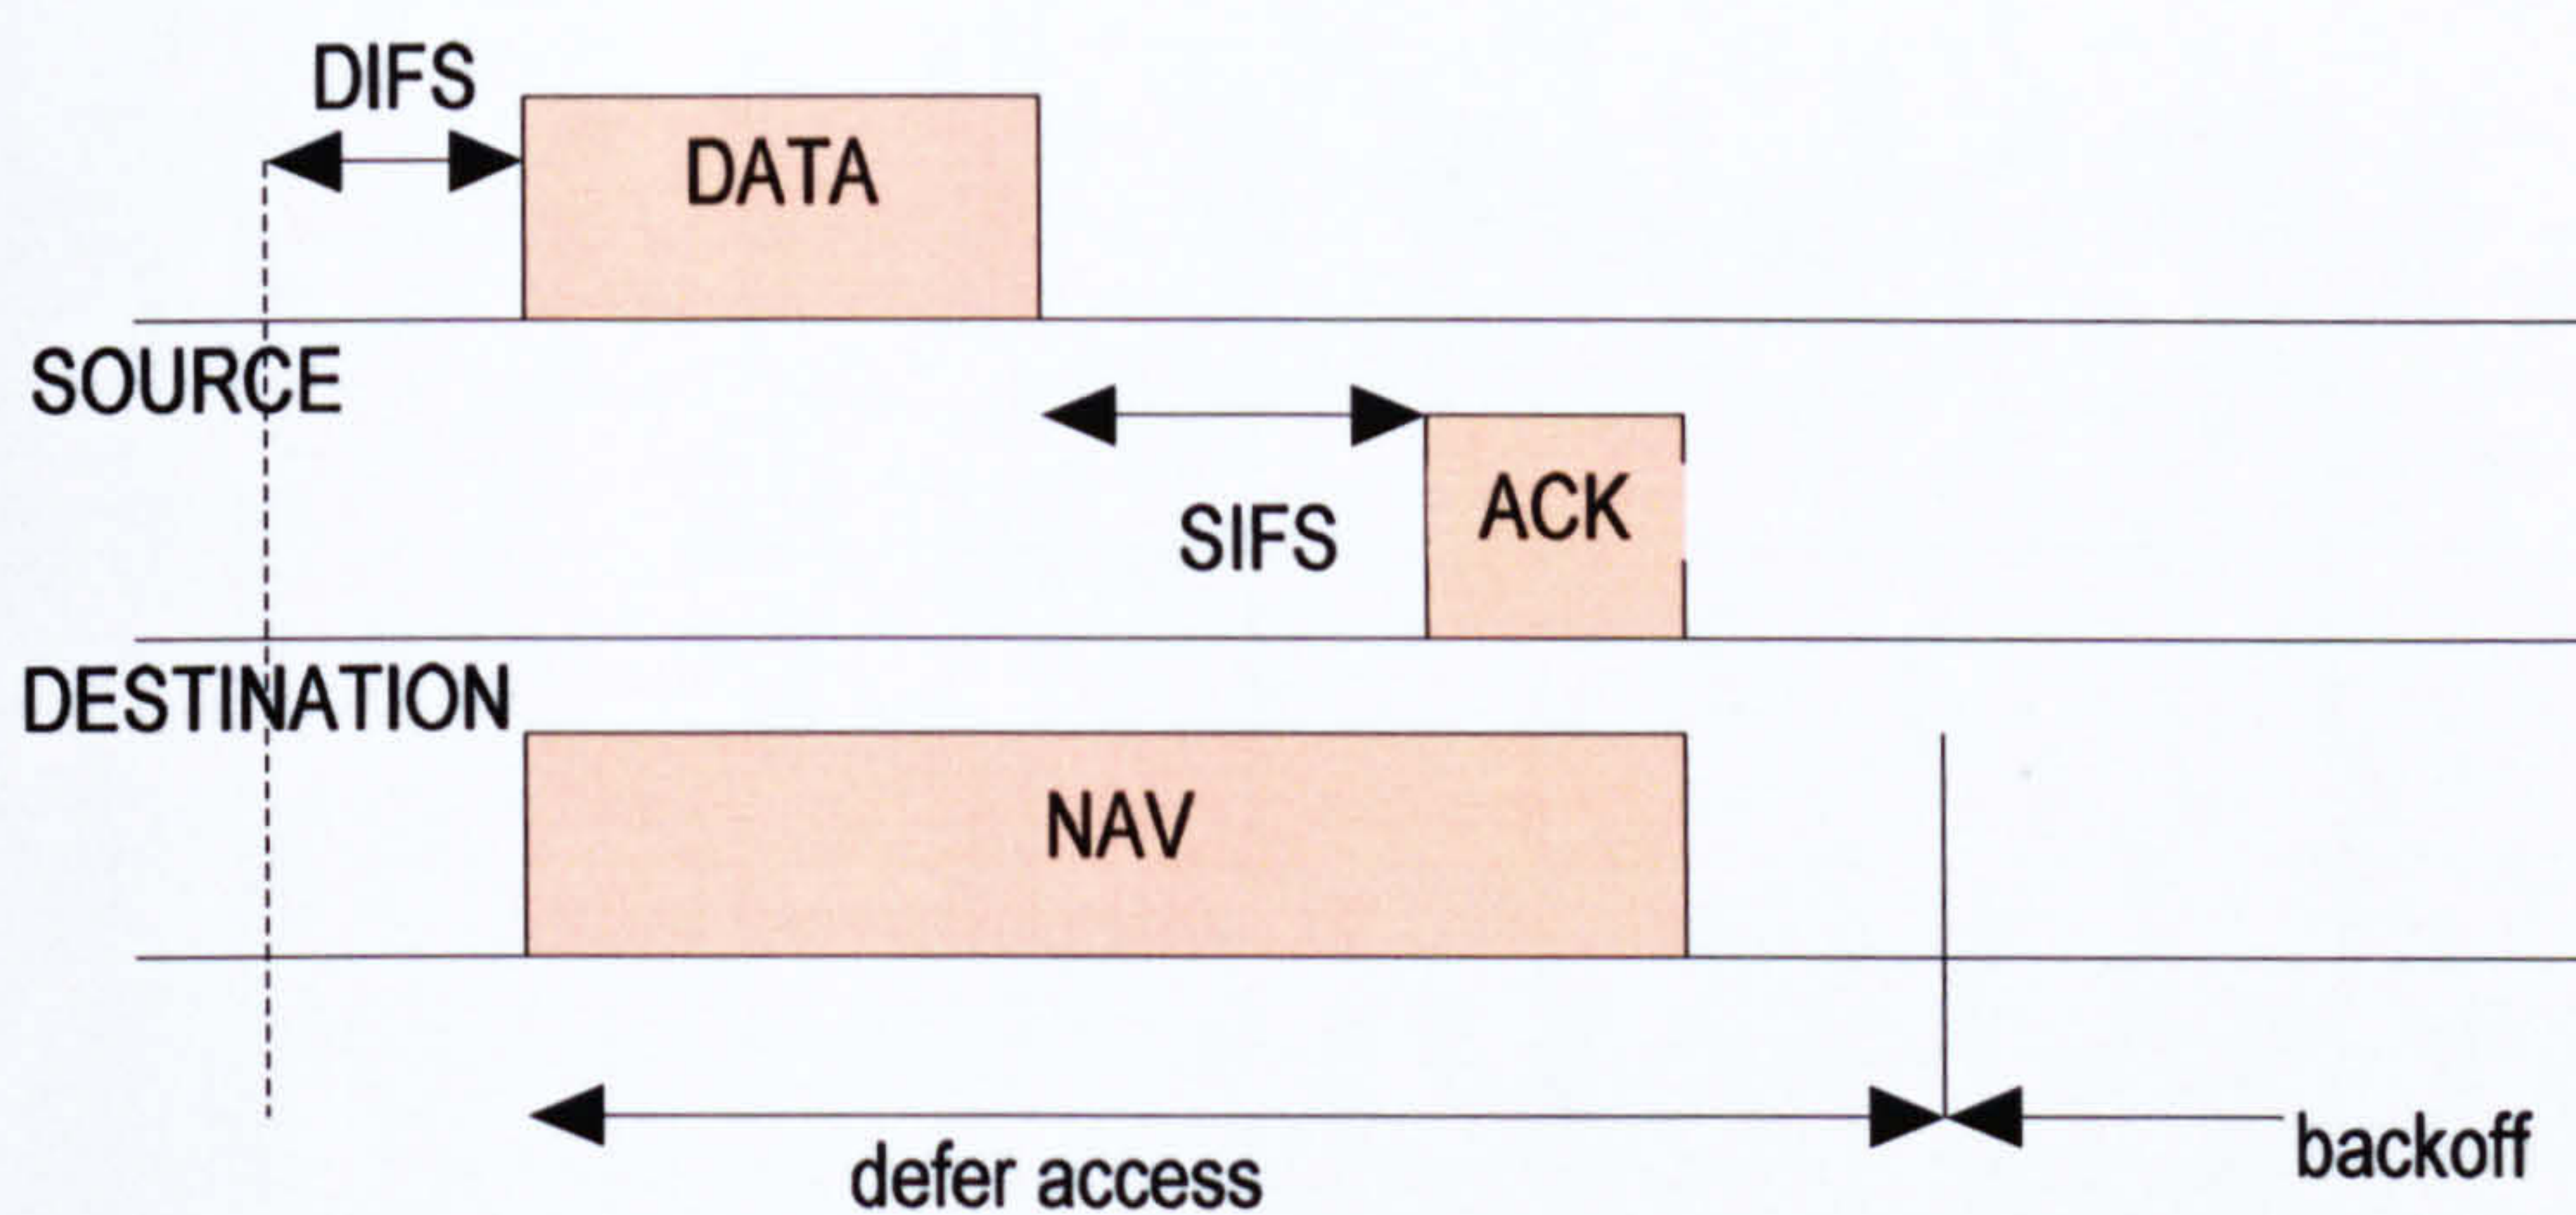 DIFS
DATA
SOURCE
SIFS
ACK
DESTINATION
NAV
defer access
backoff